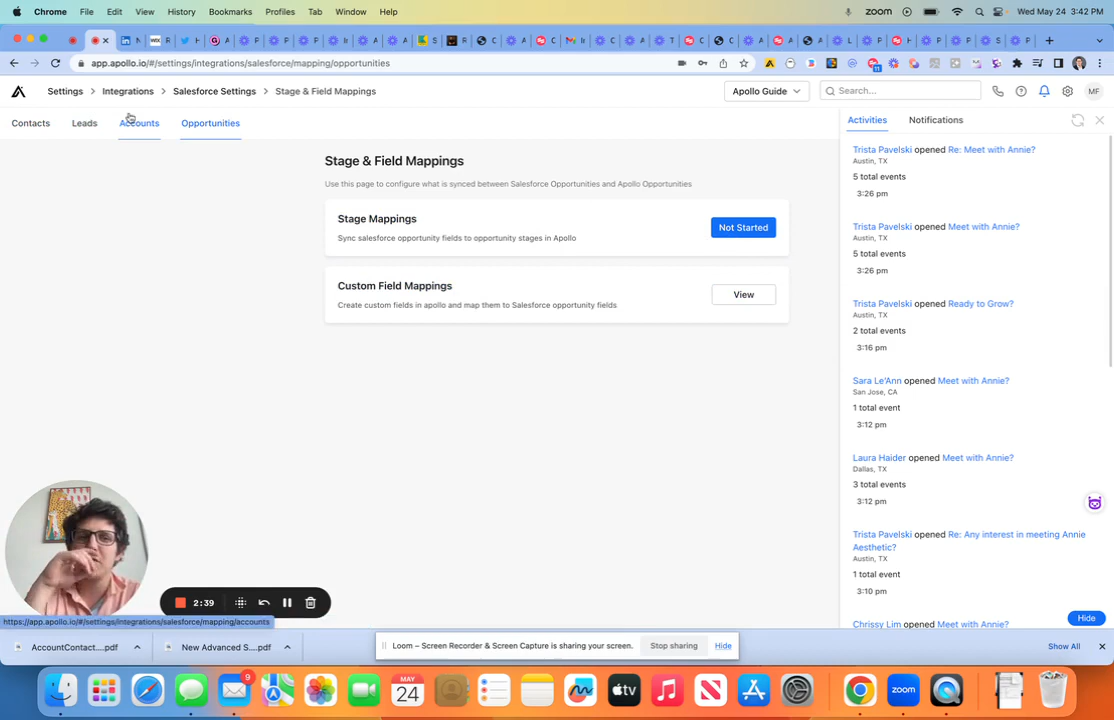 Chrome File Edit View History Bookmarks Profiles Tab Window Help
zoom Wed May 24 3:42 PM
app.apollo.io/#/settings/integrations/salesforce/mapping/opportunities
11
Settings > Integrations > Salesforce Settings > Stage & Field Mappings
Apollo Guide
Search...
MF
Contacts Leads Accounts Opportunities
Stage & Field Mappings
Use this page to configure what is synced between Salesforce Opportunities and Apollo Opportunities
Stage Mappings
Sync salesforce opportunity fields to opportunity stages in Apollo
Not Started
Custom Field Mappings
Create custom fields in apollo and map them to Salesforce opportunity fields
View
Activities Notifications
Trista Pavelski opened Re: Meet with Annie?
Austin, TX
5 total events
3:26 pm
Trista Pavelski opened Meet with Annie?
Austin, TX
5 total events
3:26 pm
Trista Pavelski opened Ready to Grow?
Austin, TX
2 total events
3:16 pm
Sara Le'Ann opened Meet with Annie?
San Jose, CA
1 total event
3:12 pm
Laura Haider opened Meet with Annie?
Dallas, TX
3 total events
3:12 pm
Trista Pavelski opened Re: Any interest in meeting Annie
Aesthetic?
Austin, TX
1 total event
3:10 pm
Chrissy Lim opened Meet with Annie?
Hide
2:39
https://app.apollo.io/#/settings/integrations/salesforce/mapping/accounts
AccountContact....pdf
New Advanced S....pdf
Loom – Screen Recorder & Screen Capture is sharing your screen.
Stop sharing
Hide
Show All
9
MAY
24
tv
zoom